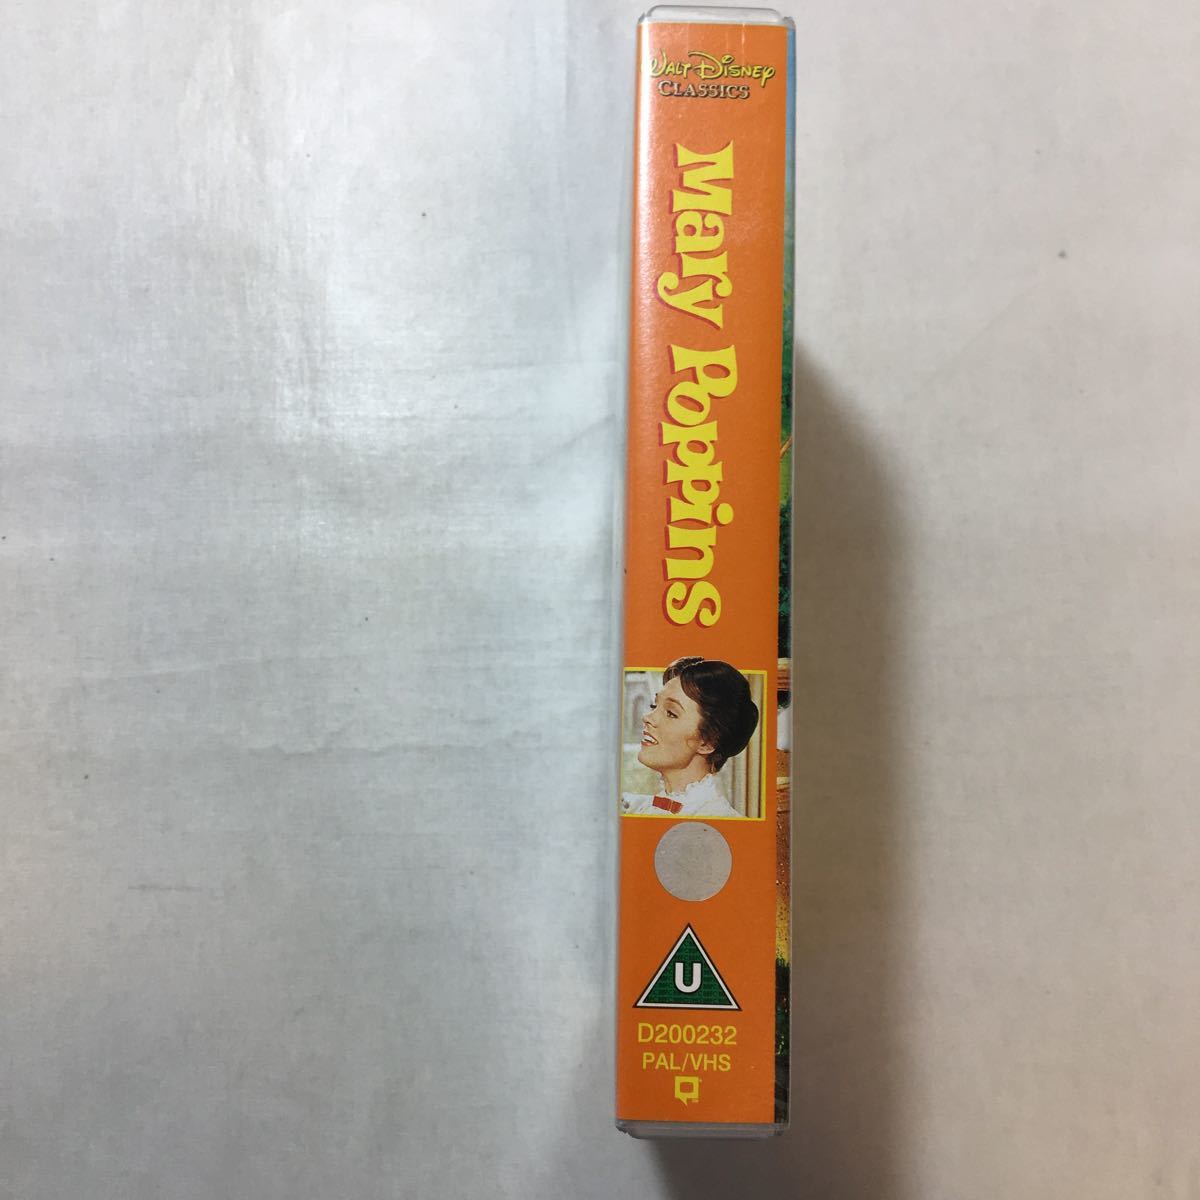 WALT DISNEY
CLASSICS
Mary Poppins
U
D200232
PAL/VHS